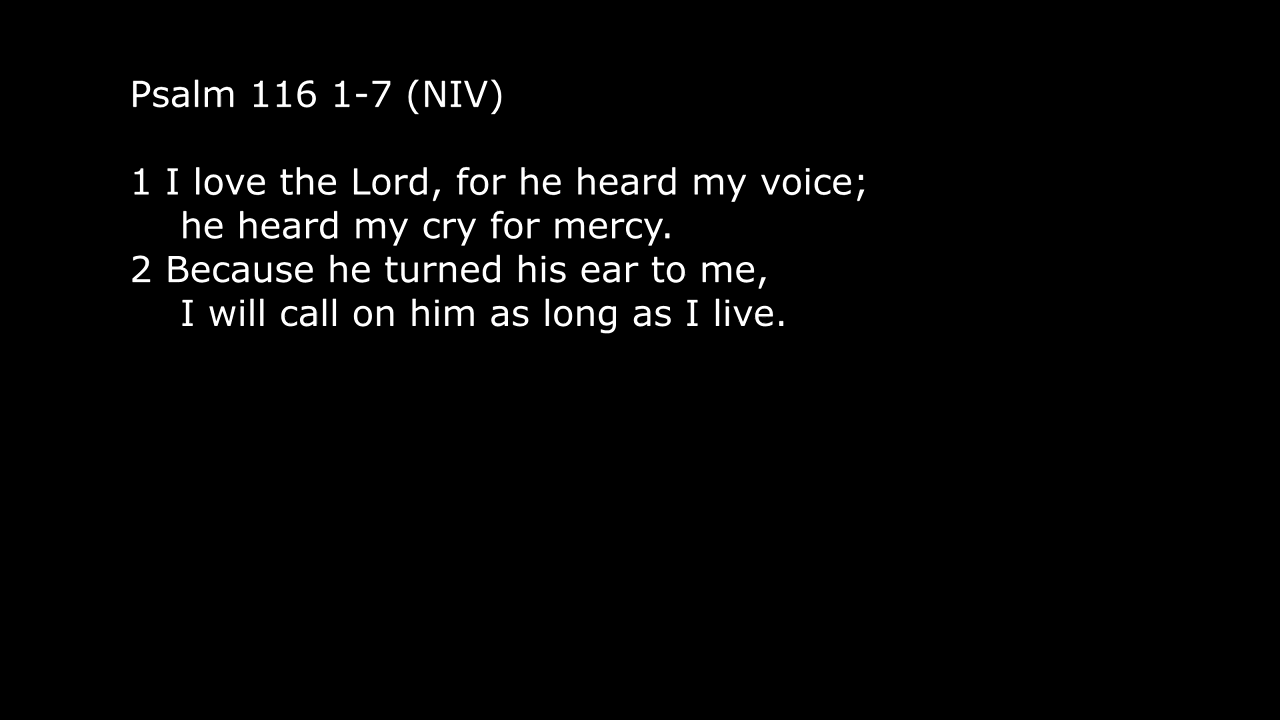 Psalm 116 1-7 (NIV)
1 I love the Lord, for he heard my voice;
he heard my cry for mercy.
2 Because he turned his ear to me,
I will call on him as long as I live.